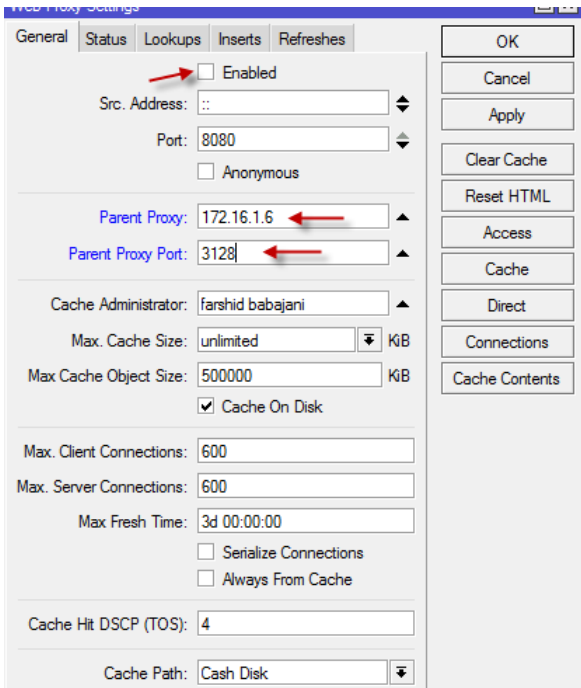 Web Proxy Settings
General Status Lookups Inserts Refreshes
Enabled
Src. Address: ::
Port: 8080
Anonymous
Parent Proxy: 172.16.1.6
Parent Proxy Port: 3128
Cache Administrator: farshid babajani
Max. Cache Size: unlimited KiB
Max Cache Object Size: 500000 KiB
Cache On Disk
Max. Client Connections: 600
Max. Server Connections: 600
Max Fresh Time: 3d 00:00:00
Serialize Connections
Always From Cache
Cache Hit DSCP (TOS): 4
Cache Path: Cash Disk
OK
Cancel
Apply
Clear Cache
Reset HTML
Access
Cache
Direct
Connections
Cache Contents